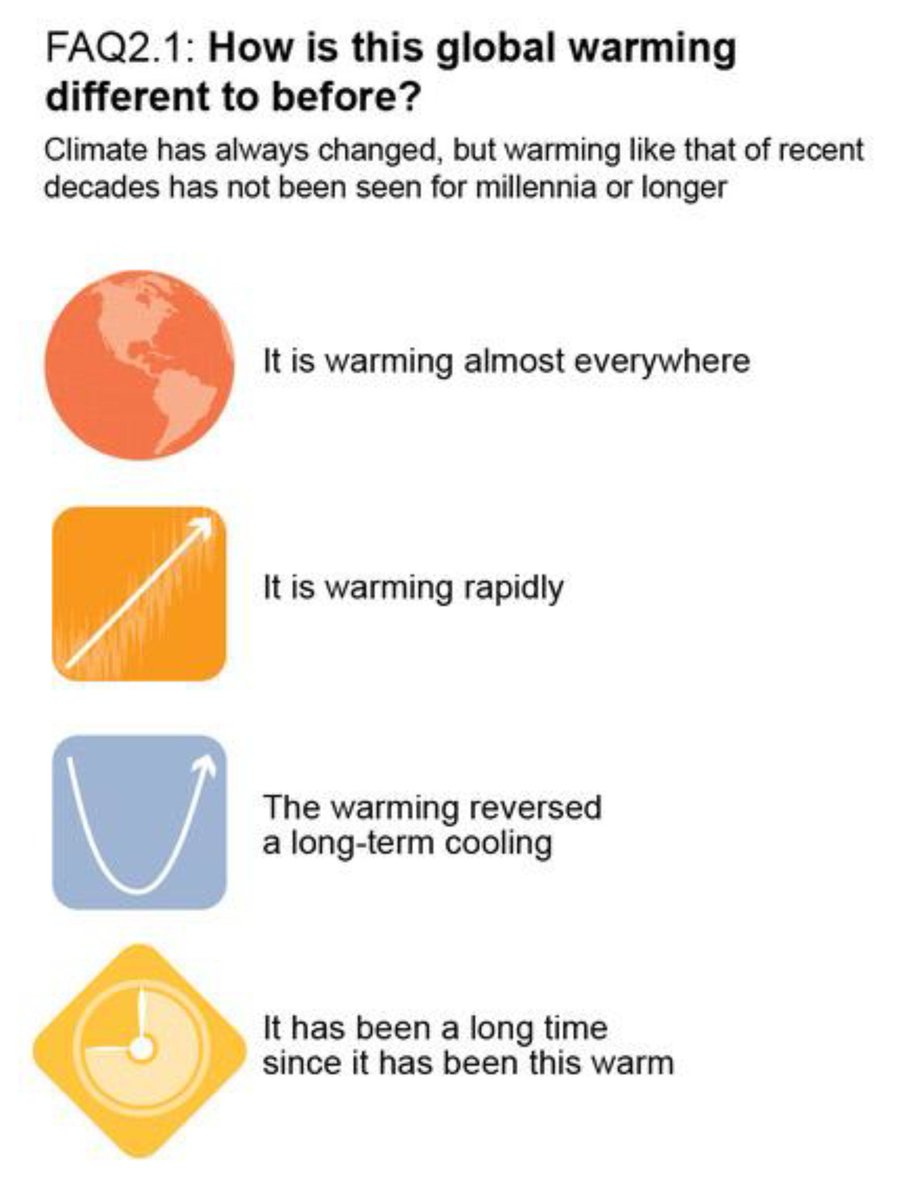 FAQ2.1: How is this global warming
different to before?
Climate has always changed, but warming like that of recent
decades has not been seen for millennia or longer
It is warming almost everywhere
It is warming rapidly
The warming reversed
a long-term cooling
It has been a long time
since it has been this warm